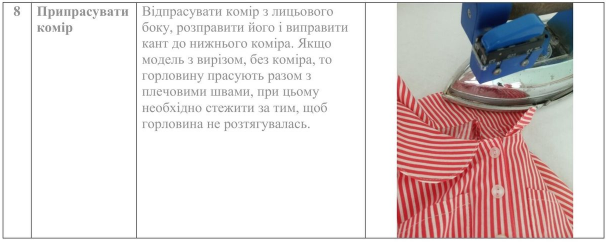 8
Припрасувати
комір
Відпрасувати комір з лицьового
боку, розправити його і виправити
кант до нижнього коміра. Якщо
модель з вирізом, без коміра, то
горловину прасують разом з
плечовими швами, при цьому
необхідно стежити за тим, щоб
горловина не розтягувалась.